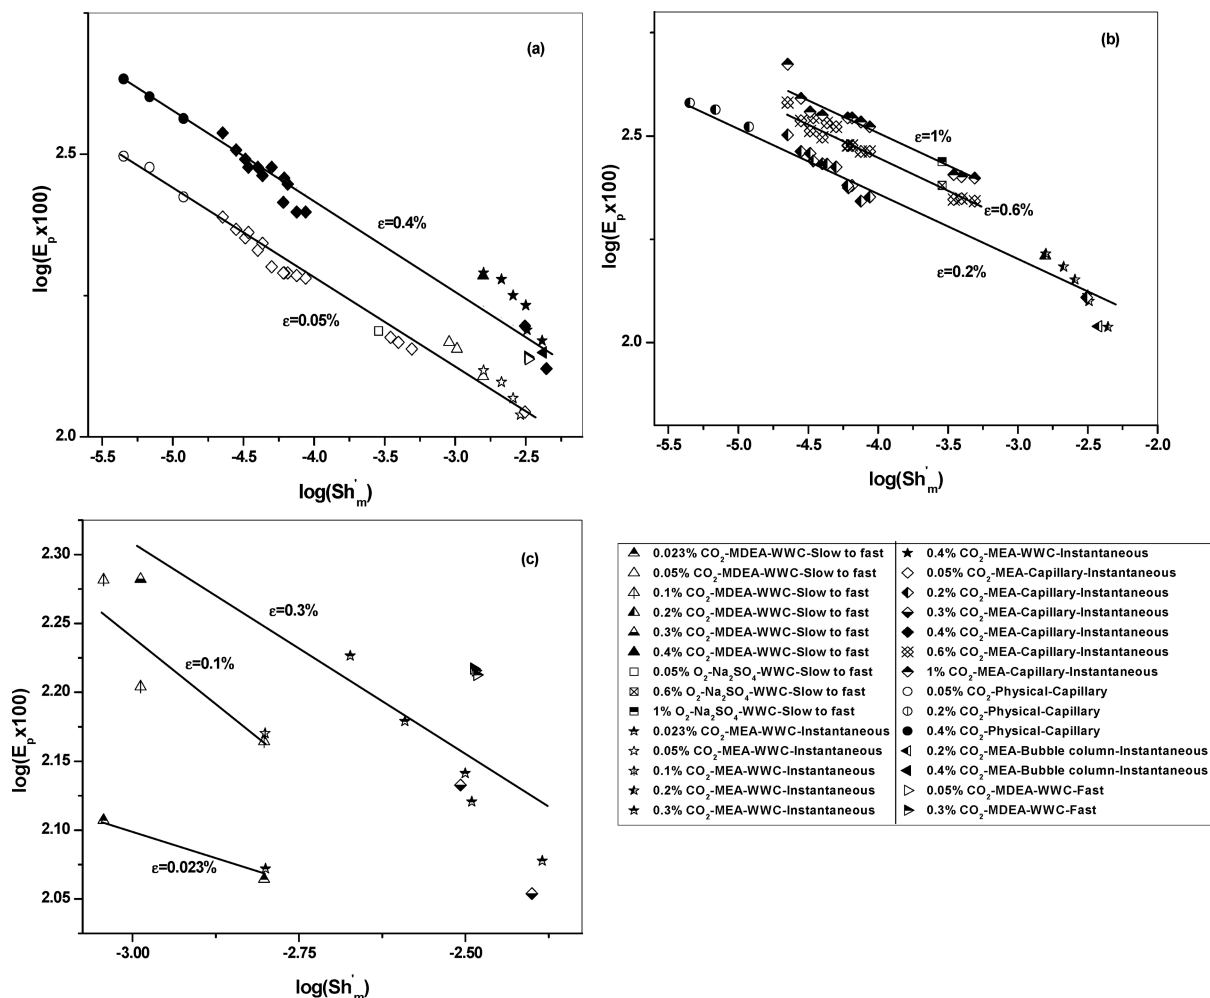 (a)
2.5
2.0
log(Eₚx100)
ε=0.4%
ε=0.05%
-5.5 -5.0 -4.5 -4.0 -3.5 -3.0 -2.5
log(Sh'ₘ)
(b)
2.5
2.0
log(Eₚx100)
ε=1%
ε=0.6%
ε=0.2%
-5.5 -5.0 -4.5 -4.0 -3.5 -3.0 -2.5 -2.0
log(Sh'ₘ)
(c)
2.30
2.25
2.20
2.15
2.10
2.05
log(Eₚx100)
ε=0.3%
ε=0.1%
ε=0.023%
-3.00 -2.75 -2.50
log(Sh'ₘ)
0.023% CO₂-MDEA-WWC-Slow to fast
0.05% CO₂-MDEA-WWC-Slow to fast
0.1% CO₂-MDEA-WWC-Slow to fast
0.2% CO₂-MDEA-WWC-Slow to fast
0.3% CO₂-MDEA-WWC-Slow to fast
0.4% CO₂-MDEA-WWC-Slow to fast
0.05% O₂-Na₂SO₄-WWC-Slow to fast
0.6% O₂-Na₂SO₄-WWC-Slow to fast
1% O₂-Na₂SO₄-WWC-Slow to fast
0.023% CO₂-MEA-WWC-Instantaneous
0.05% CO₂-MEA-WWC-Instantaneous
0.1% CO₂-MEA-WWC-Instantaneous
0.2% CO₂-MEA-WWC-Instantaneous
0.3% CO₂-MEA-WWC-Instantaneous
0.4% CO₂-MEA-WWC-Instantaneous
0.05% CO₂-MEA-Capillary-Instantaneous
0.2% CO₂-MEA-Capillary-Instantaneous
0.3% CO₂-MEA-Capillary-Instantaneous
0.4% CO₂-MEA-Capillary-Instantaneous
0.6% CO₂-MEA-Capillary-Instantaneous
1% CO₂-MEA-Capillary-Instantaneous
0.05% CO₂-Physical-Capillary
0.2% CO₂-Physical-Capillary
0.4% CO₂-Physical-Capillary
0.2% CO₂-MEA-Bubble column-Instantaneous
0.4% CO₂-MEA-Bubble column-Instantaneous
0.05% CO₂-MDEA-WWC-Fast
0.3% CO₂-MDEA-WWC-Fast